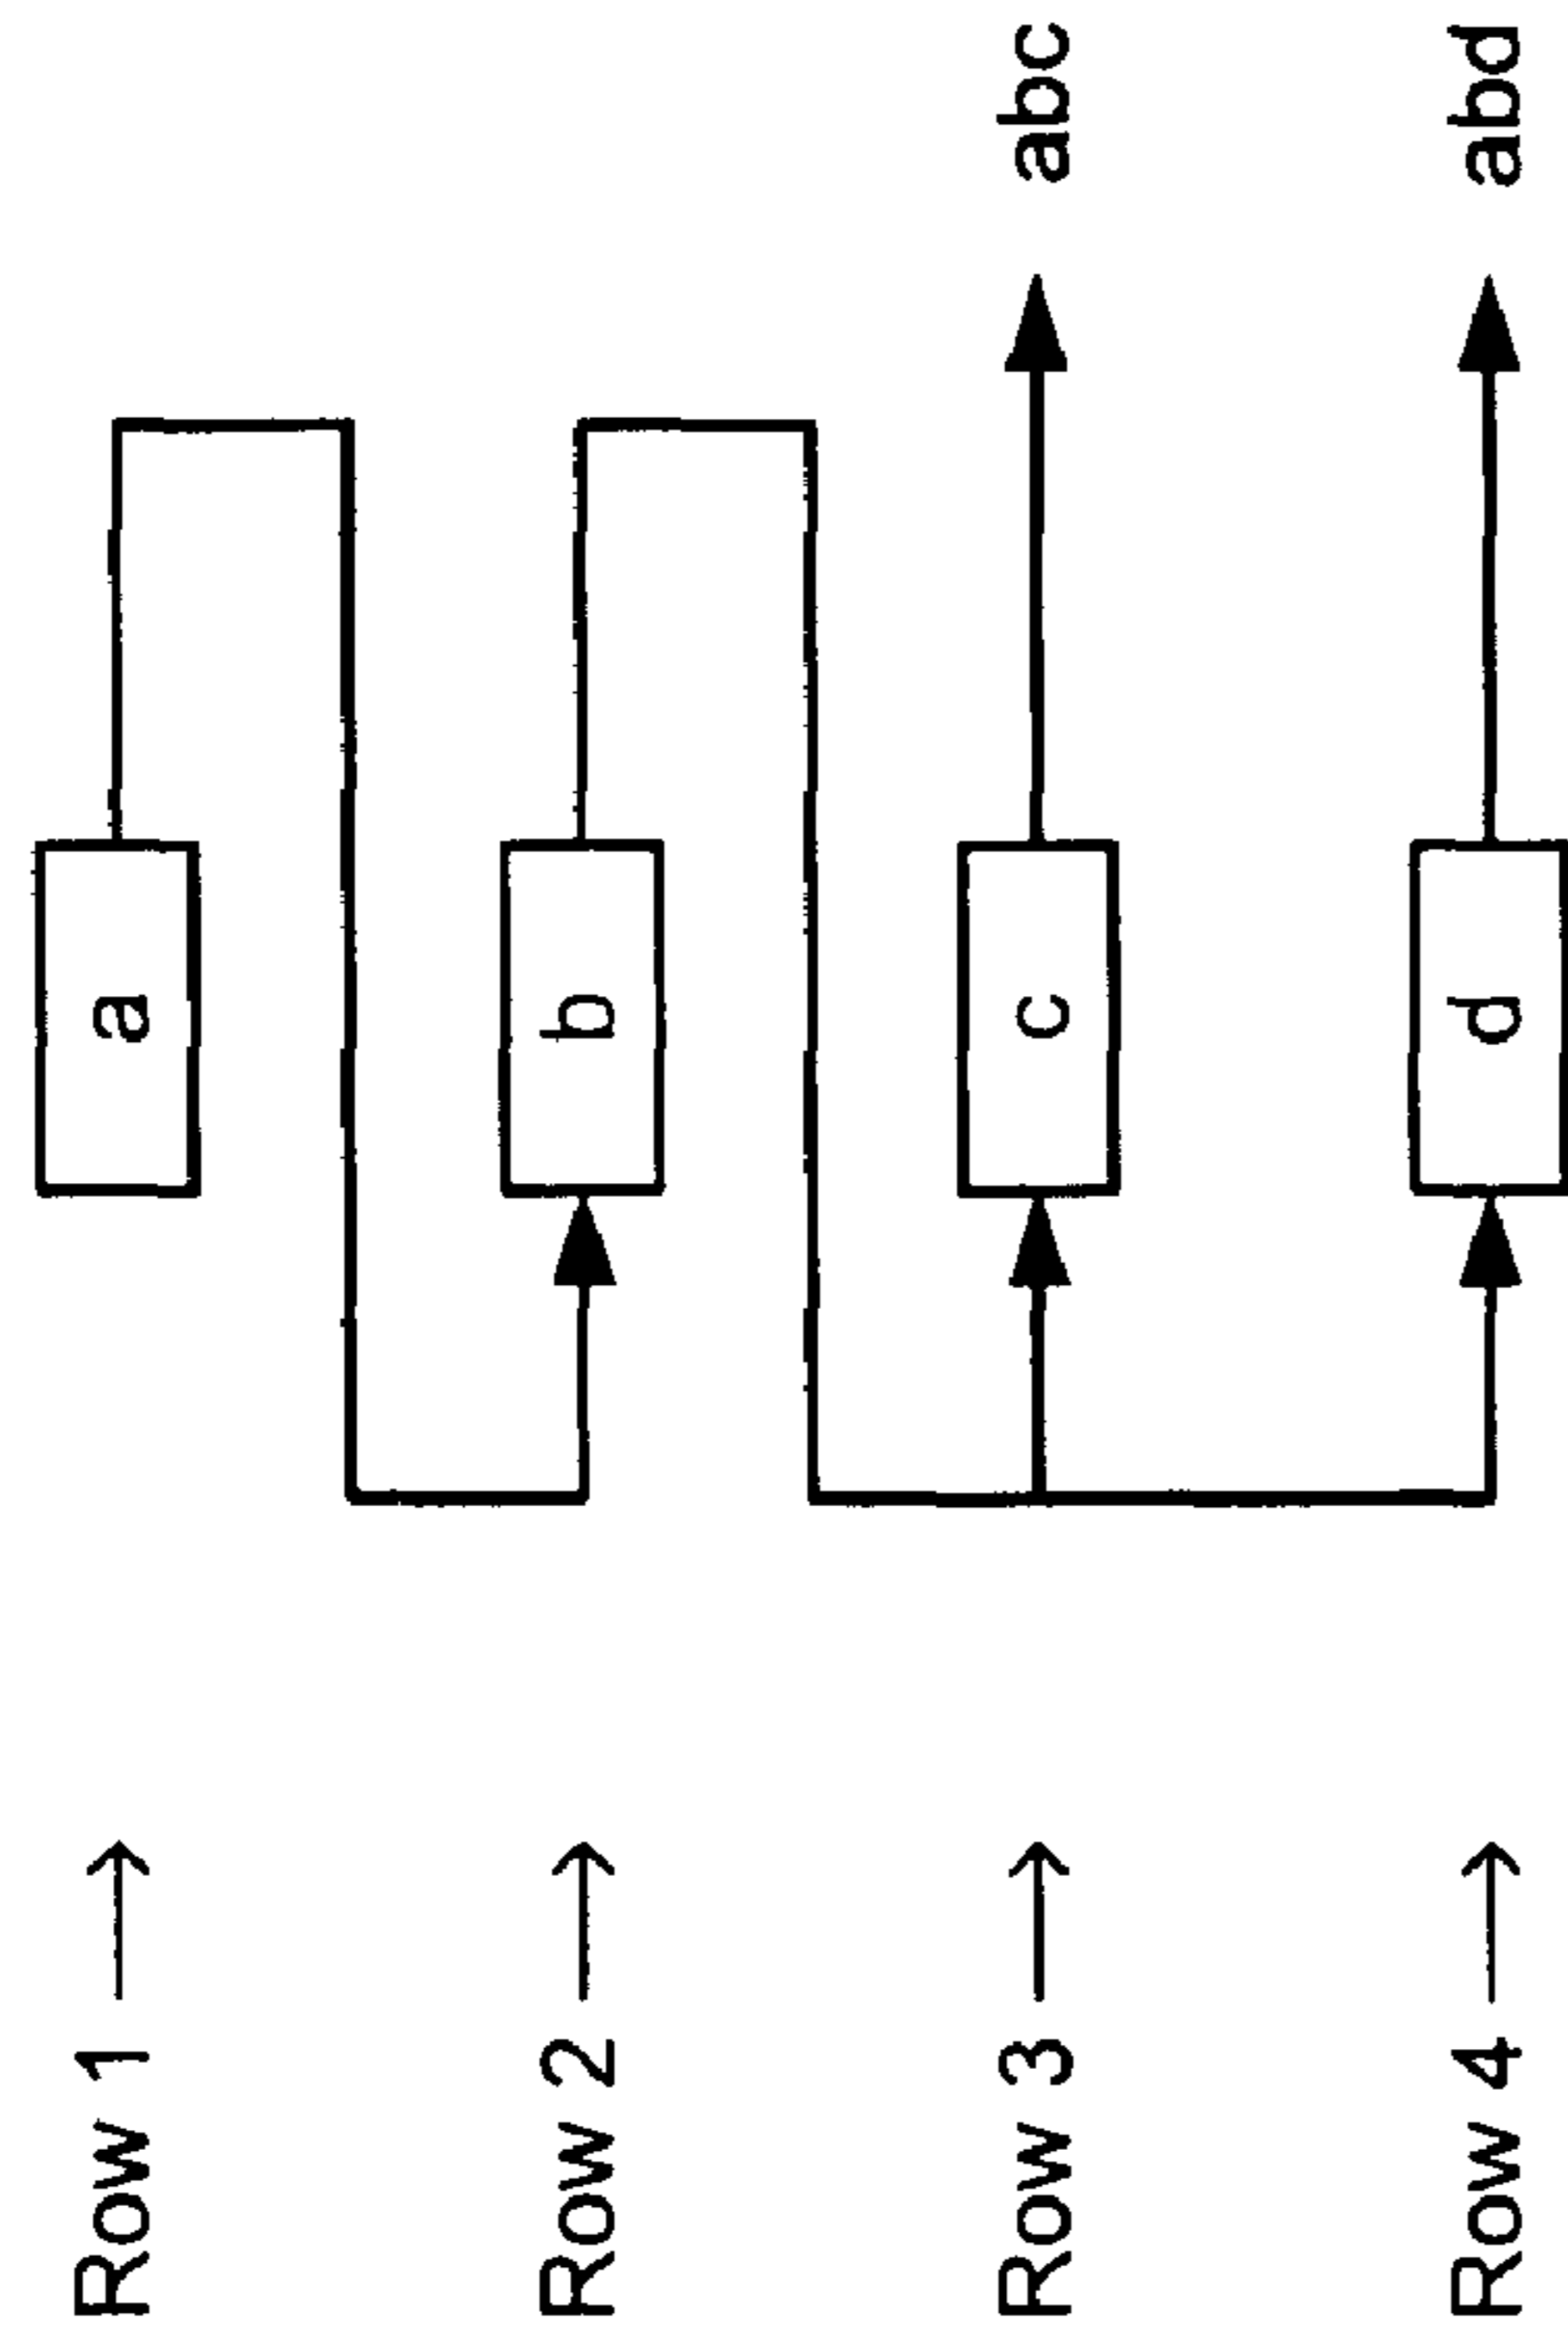 Row 1 → a
Row 2 → b
Row 3 → c abc
Row 4 → d abd